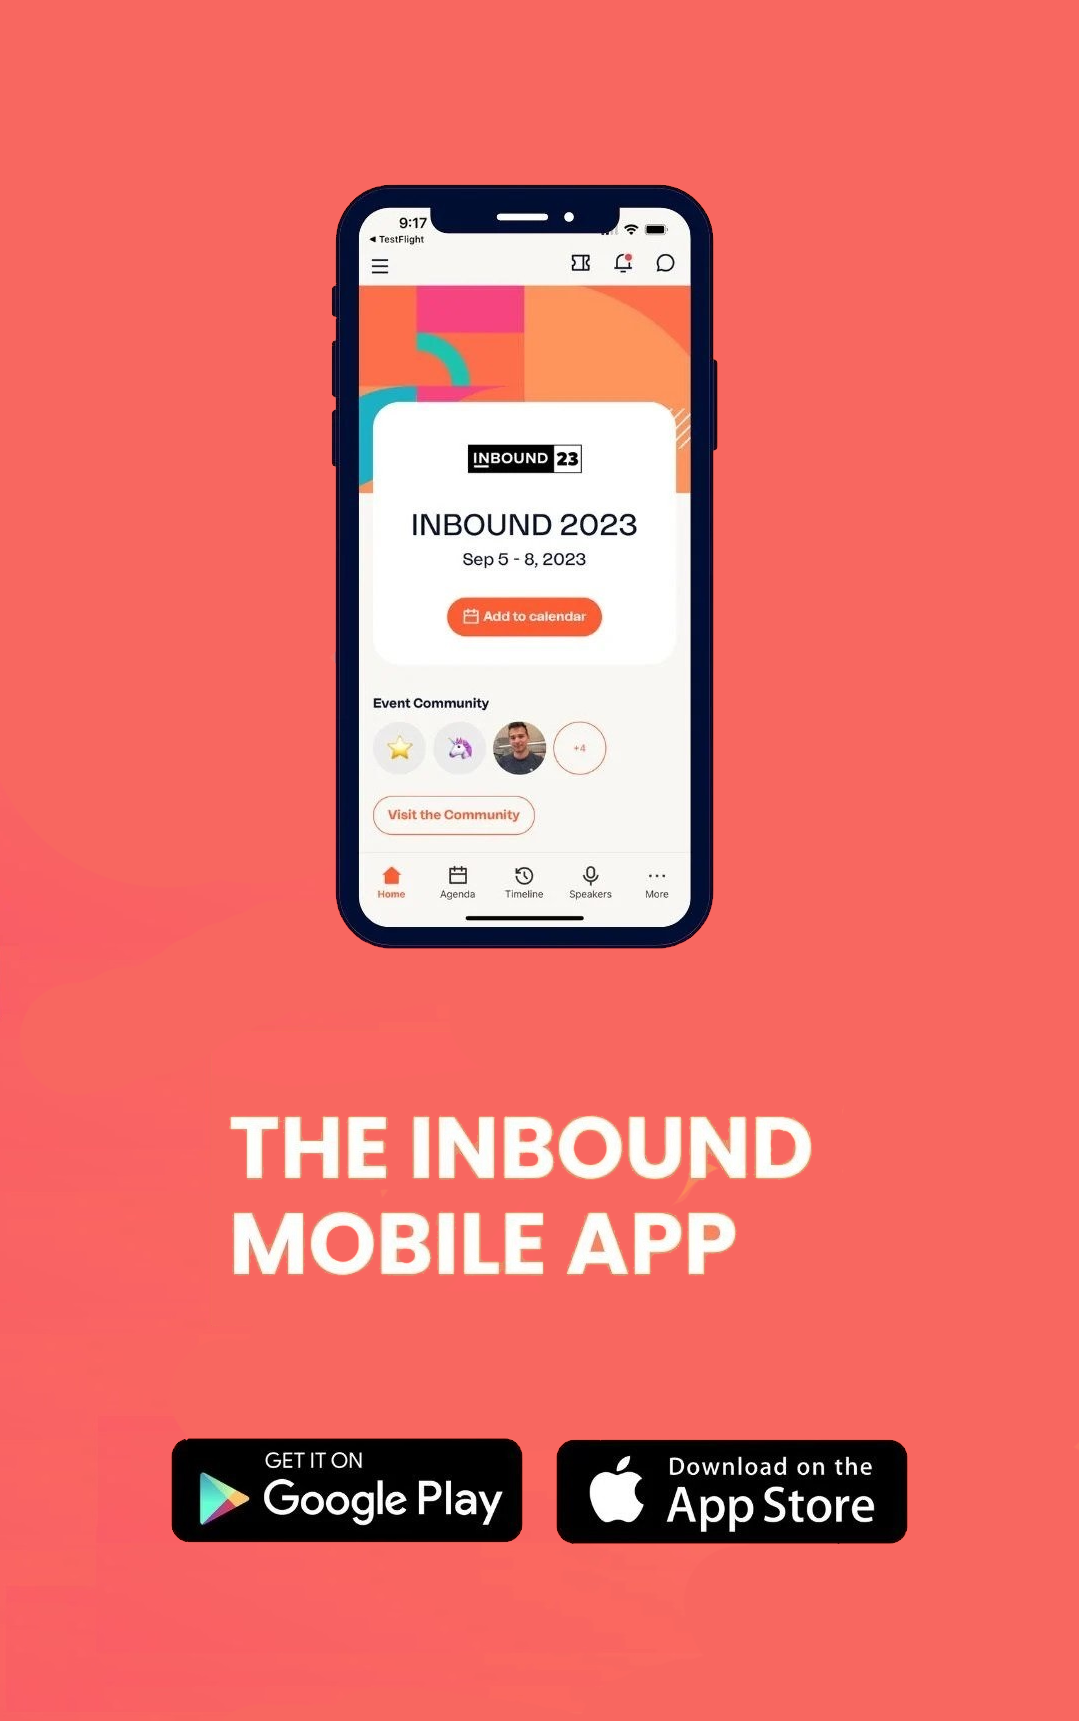 9:17
◀ TestFlight
INBOUND 23
INBOUND 2023
Sep 5 - 8, 2023
Add to calendar
Event Community
+4
Visit the Community
Home Agenda Timeline Speakers More
THE INBOUND
MOBILE APP
GET IT ON
Google Play
Download on the
App Store